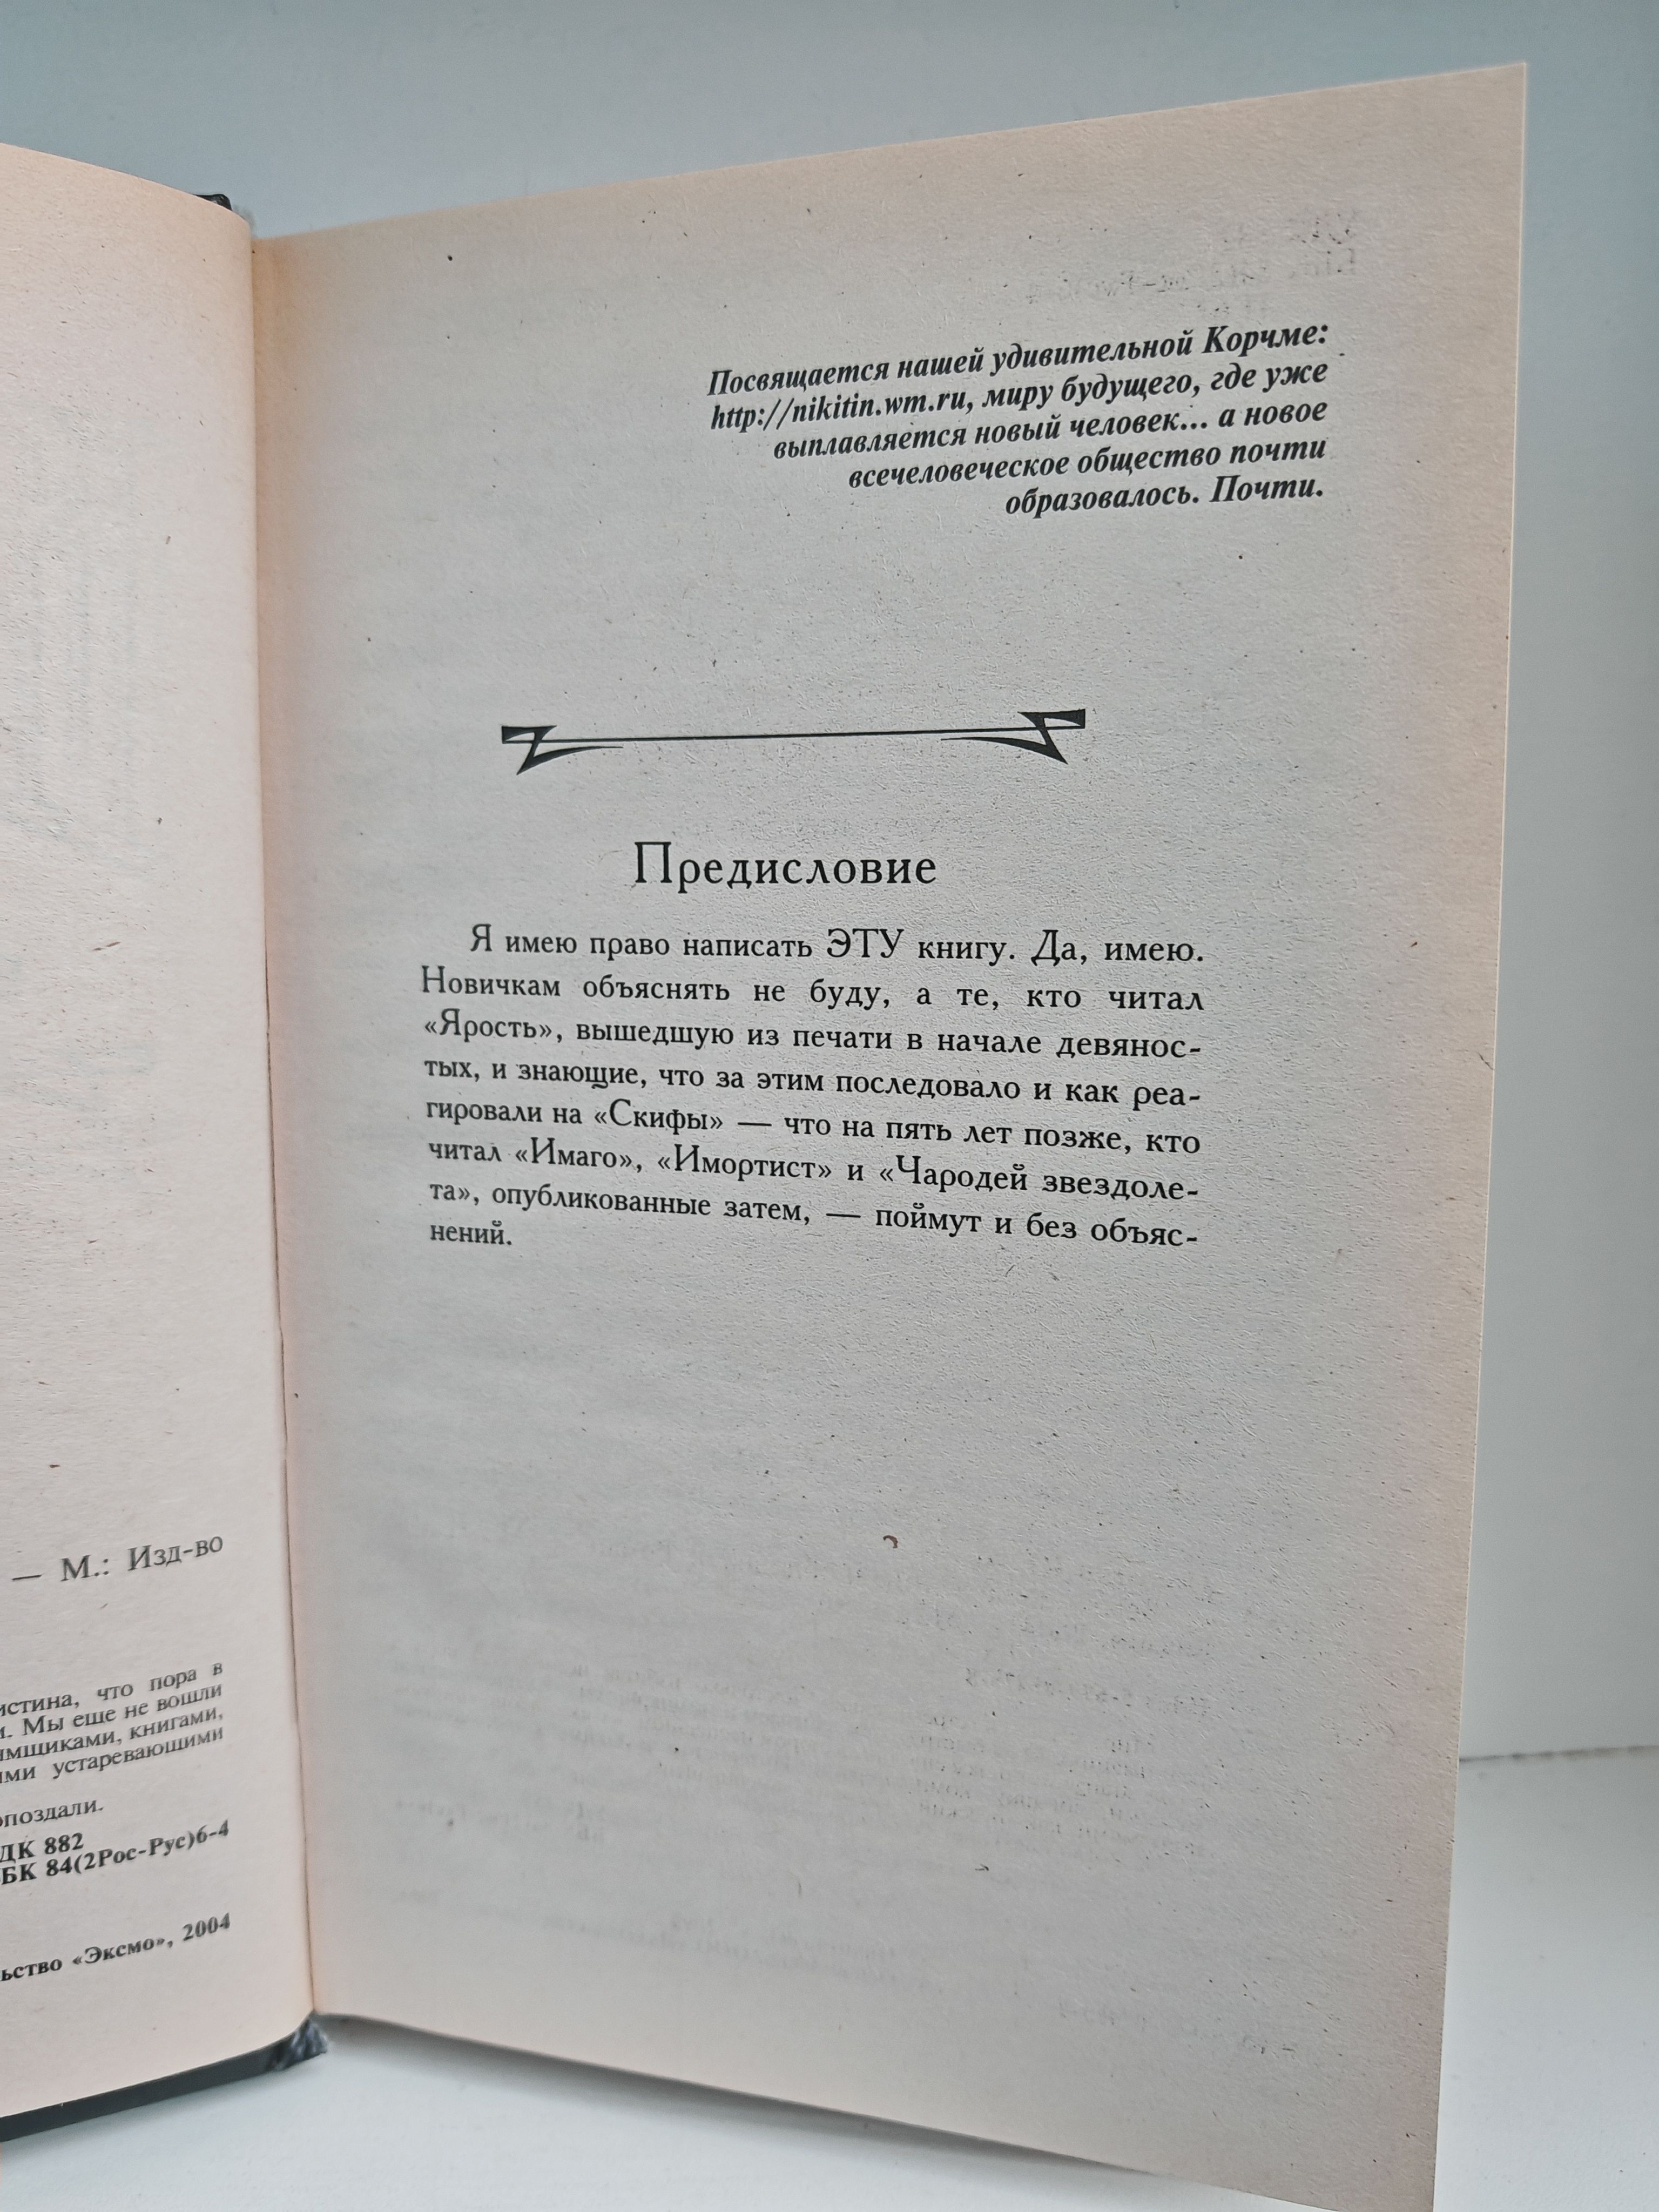 — М.: Изд-во
истина, что пора в
Мы еще не вошли
книгами,
устаревающими
опоздали.
ДК 882
БК 84(2Рос-Рус)6-4
ьство «Эксмо», 2004
Посвящается нашей удивительной Корчме:
http://nikitin.wm.ru, миру будущего, где уже
выплавляется новый человек... а новое
всечеловеческое общество почти
образовалось. Почти.
Предисловие
Я имею право написать ЭТУ книгу. Да, имею.
Новичкам объяснять не буду, а те, кто читал
«Ярость», вышедшую из печати в начале девянос-
тых, и знающие, что за этим последовало и как реа-
гировали на «Скифы» — что на пять лет позже, кто
читал «Имаго», «Имортист» и «Чародей звездоле-
та», опубликованные затем, — поймут и без объяс-
нений.